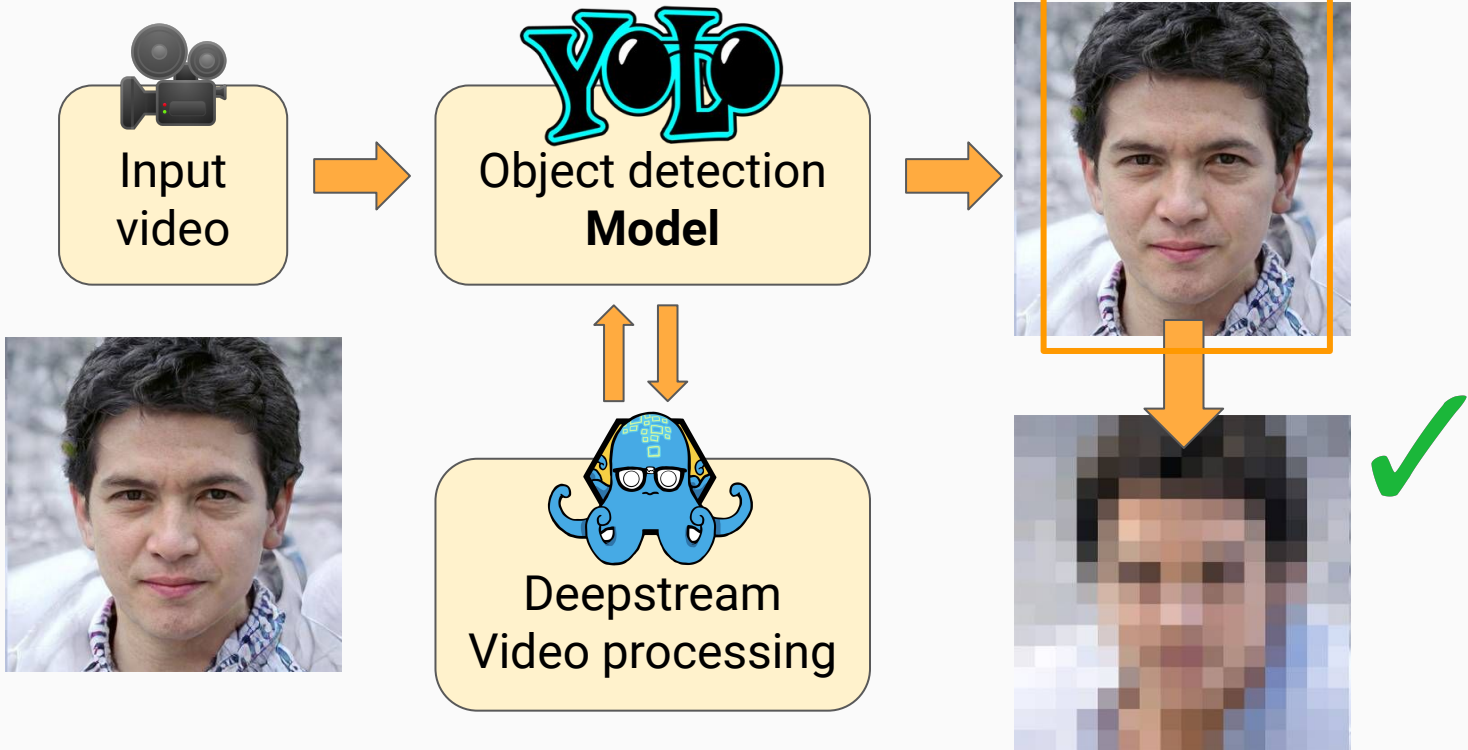 Input
video
YOLO
Object detection
Model
Deepstream
Video processing